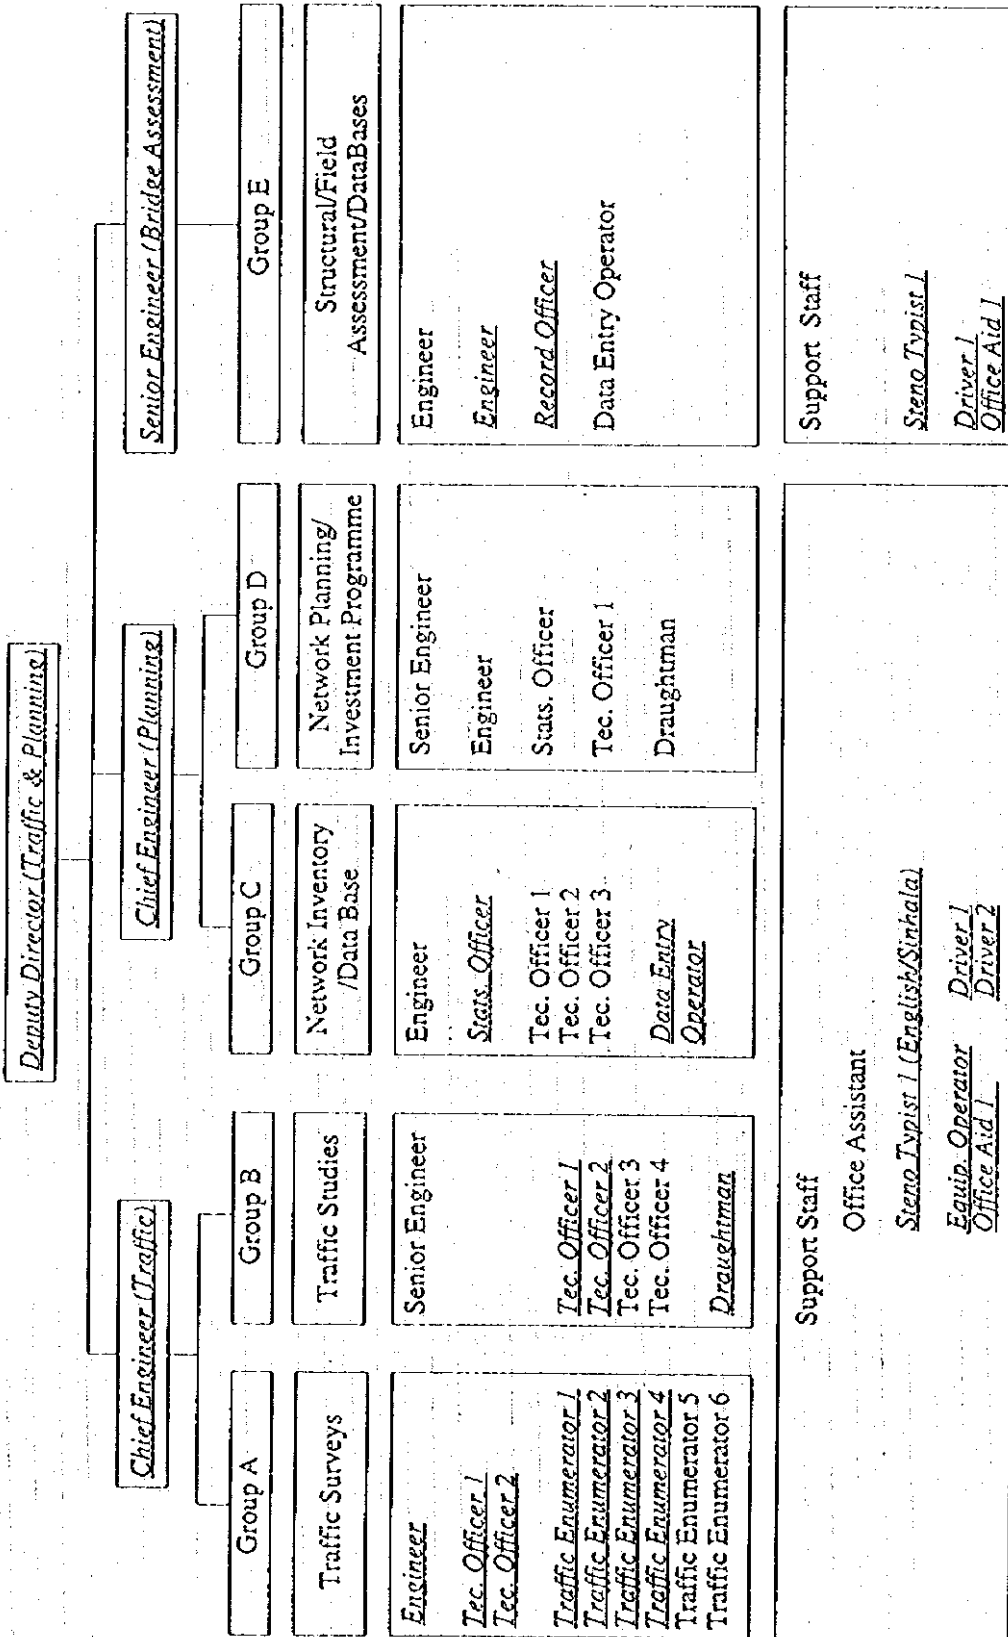 Deputy Director (Traffic & Planning)
Chief Engineer (Traffic)
Chief Engineer (Planning)
Senior Engineer (Bridge Assessment)
Group A
Group B
Group C
Group D
Group E
Traffic Surveys
Traffic Studies
Network Inventory
/Data Base
Network Planning/
Investment Programme
Structural/Field
Assessment/DataBases
Engineer
Tec. Officer 1
Tec. Officer 2
Traffic Enumerator 1
Traffic Enumerator 2
Traffic Enumerator 3
Traffic Enumerator 4
Traffic Enumerator 5
Traffic Enumerator 6
Senior Engineer
Tec. Officer 1
Tec. Officer 2
Tec. Officer 3
Tec. Officer 4
Draughtman
Engineer
Stats. Officer
Tec. Officer 1
Tec. Officer 2
Tec. Officer 3
Data Entry
Operator
Senior Engineer
Engineer
Stats. Officer
Tec. Officer 1
Draughtman
Engineer
Engineer
Record Officer
Data Entry Operator
Support Staff
Office Assistant
Steno Typist 1 (English/Sinhala)
Equip. Operator Driver 1
Office Aid 1 Driver 2
Support Staff
Steno Typist 1
Driver 1
Office Aid 1